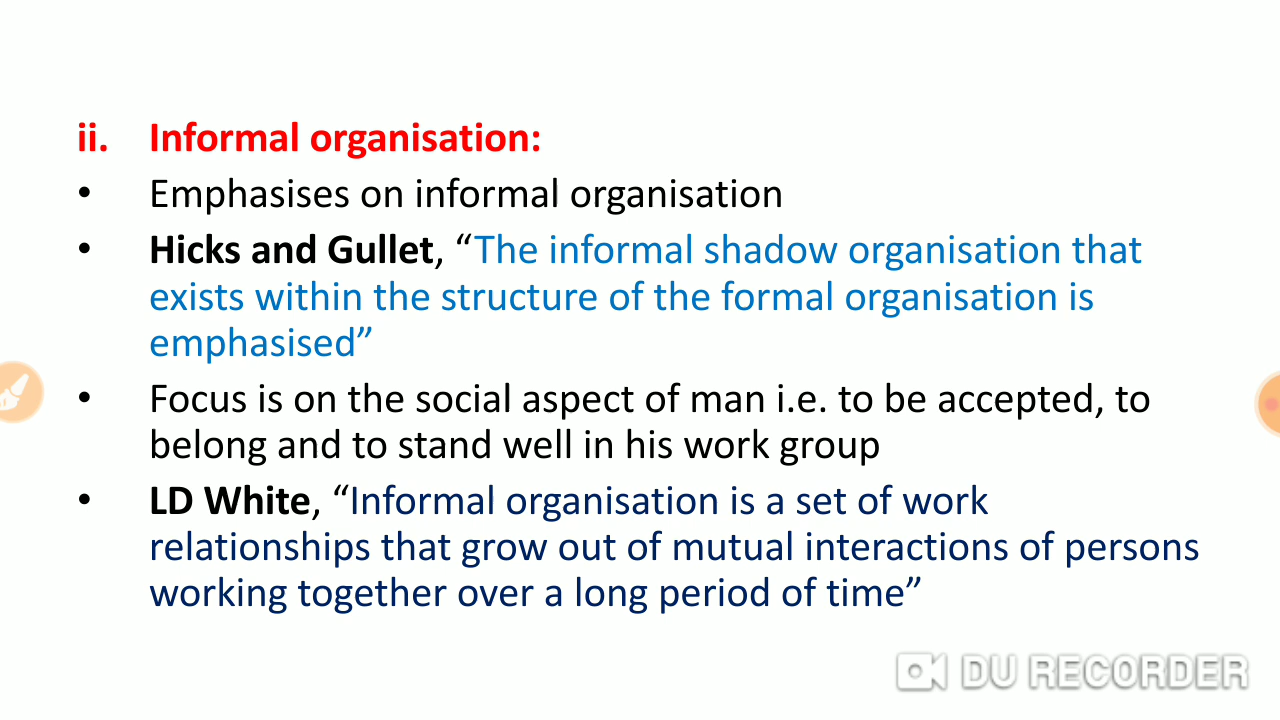 ii. Informal organisation:
• Emphasises on informal organisation
• Hicks and Gullet, “The informal shadow organisation that
exists within the structure of the formal organisation is
emphasised”
• Focus is on the social aspect of man i.e. to be accepted, to
belong and to stand well in his work group
• LD White, “Informal organisation is a set of work
relationships that grow out of mutual interactions of persons
working together over a long period of time”
DU RECORDER